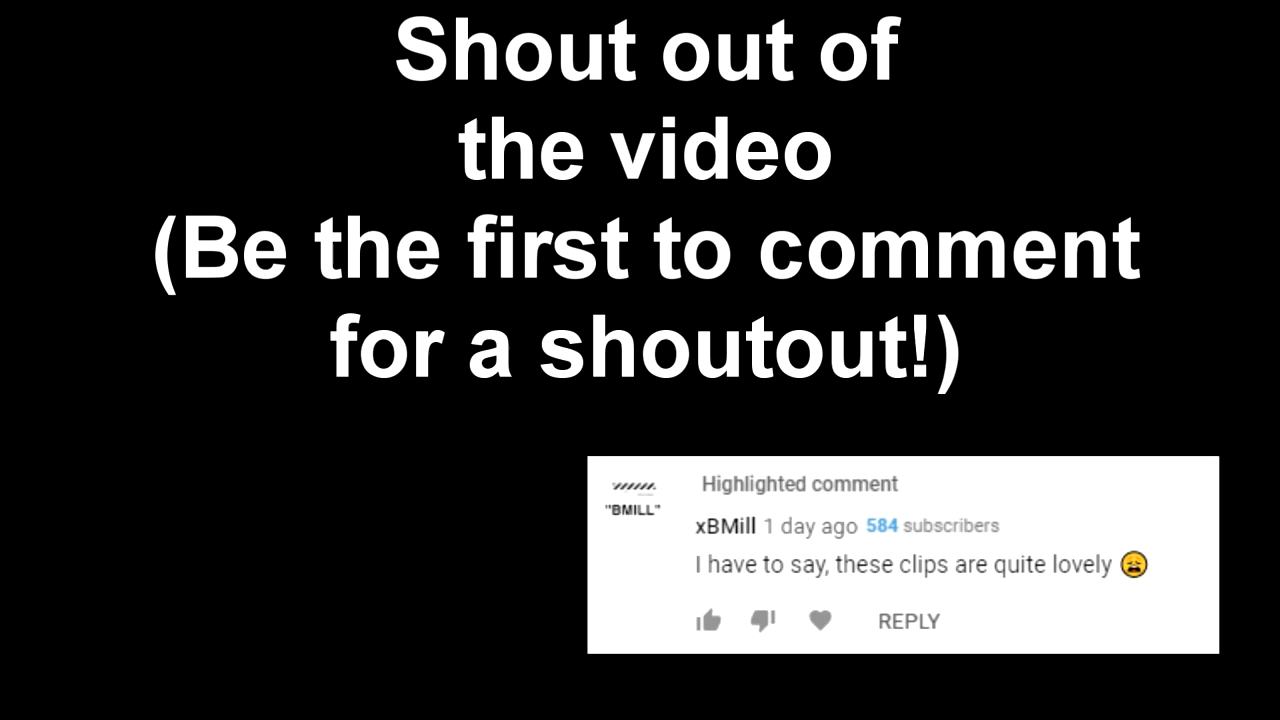 Shout out of
the video
(Be the first to comment
for a shoutout!)
Highlighted comment
"BMILL"
xBMill 1 day ago 584 subscribers
I have to say, these clips are quite lovely 😩
REPLY